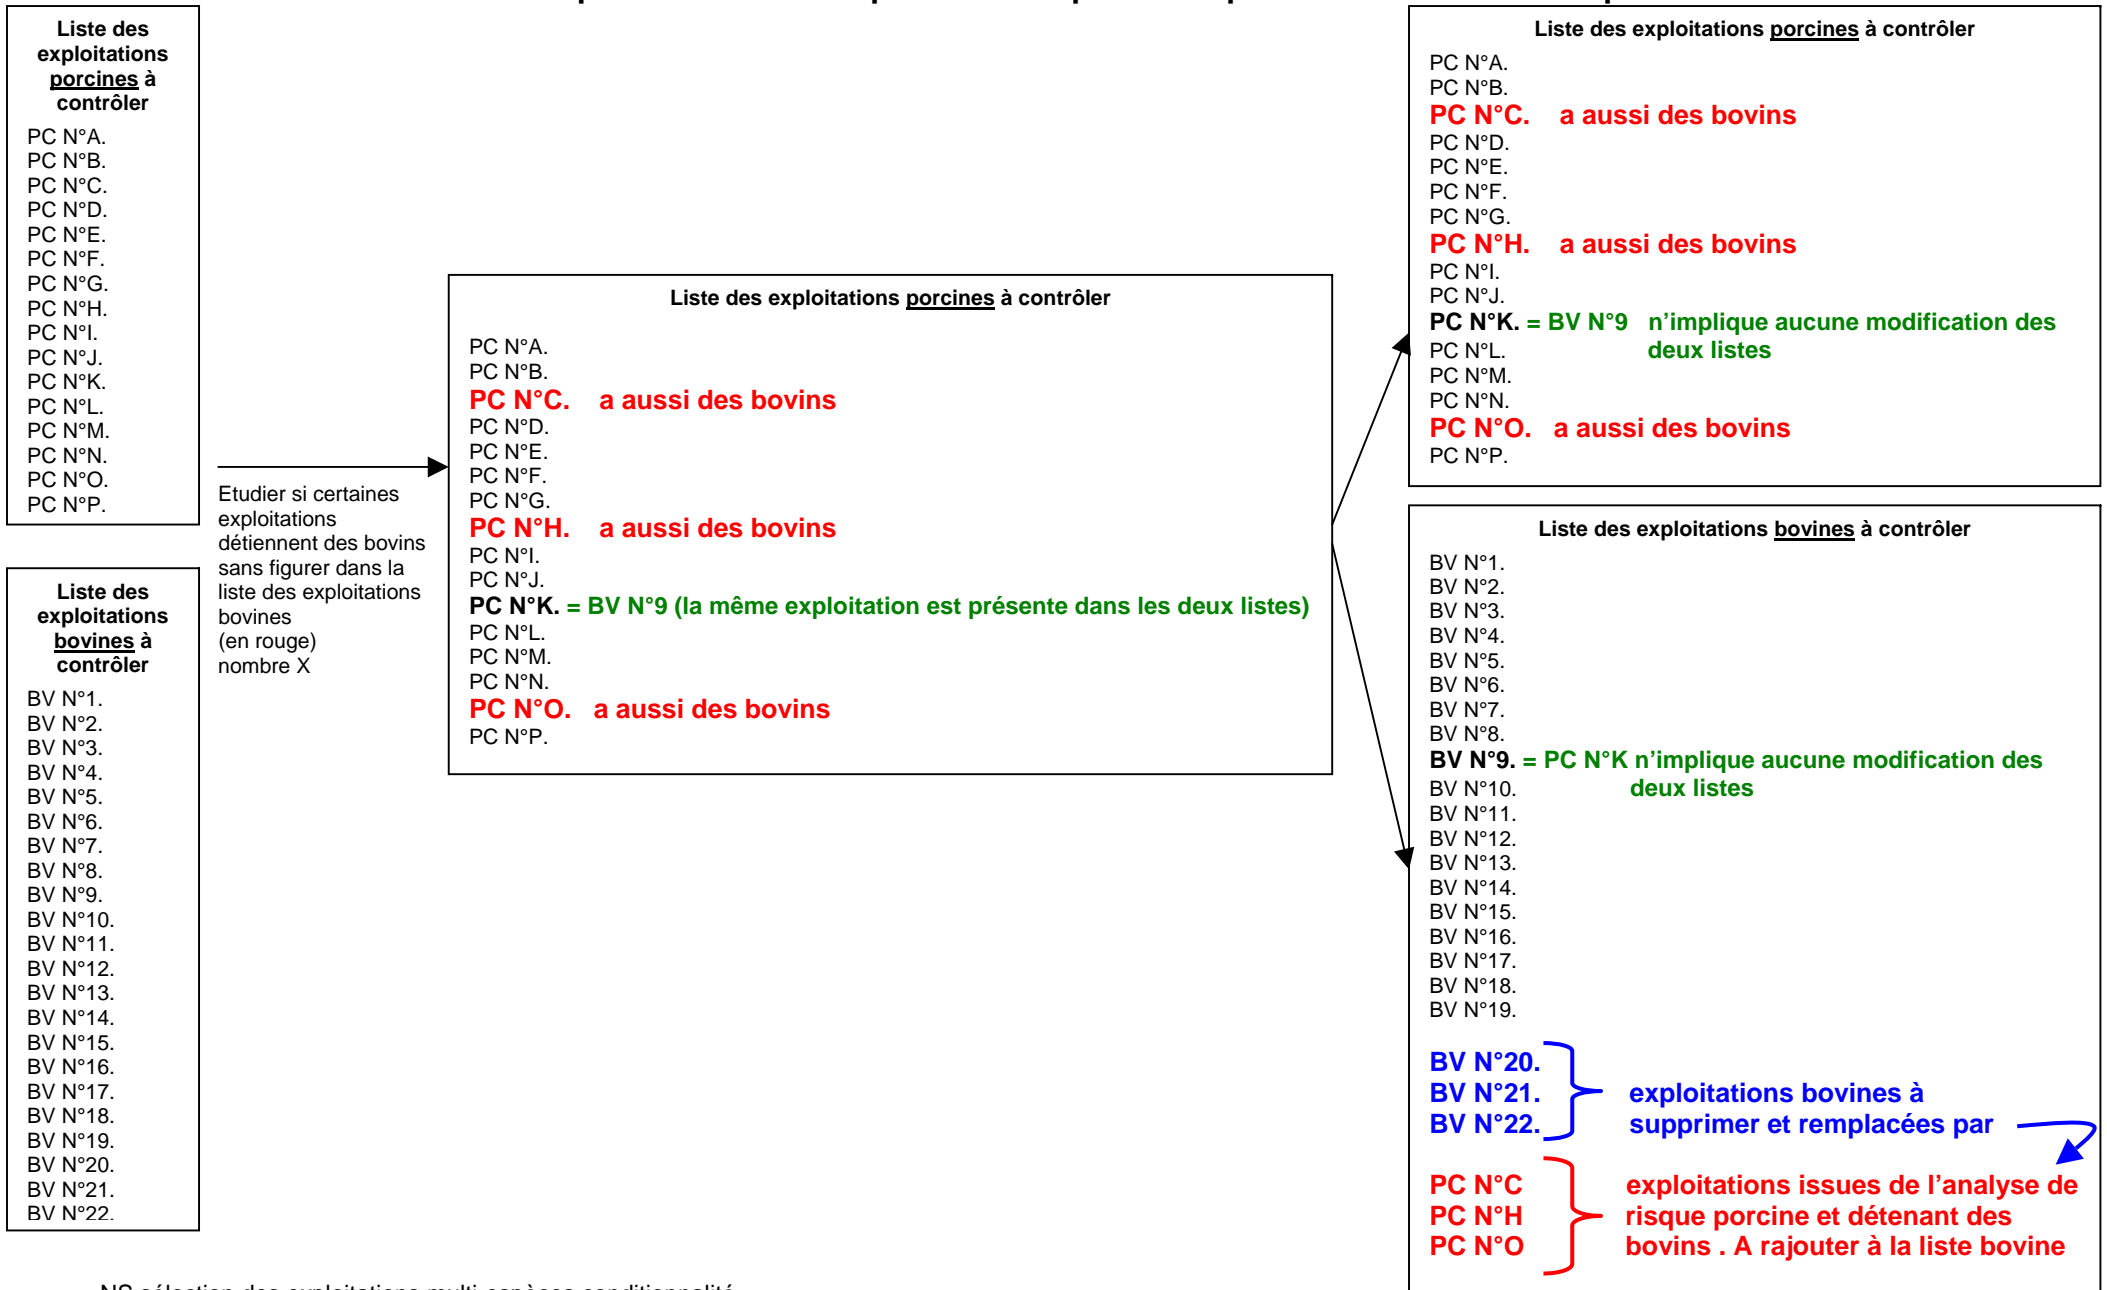 Liste des
exploitations
porcines à
contrôler
PC N°A.
PC N°B.
PC N°C.
PC N°D.
PC N°E.
PC N°F.
PC N°G.
PC N°H.
PC N°I.
PC N°J.
PC N°K.
PC N°L.
PC N°M.
PC N°N.
PC N°O.
PC N°P.
Liste des
exploitations
bovines à
contrôler
BV N°1.
BV N°2.
BV N°3.
BV N°4.
BV N°5.
BV N°6.
BV N°7.
BV N°8.
BV N°9.
BV N°10.
BV N°11.
BV N°12.
BV N°13.
BV N°14.
BV N°15.
BV N°16.
BV N°17.
BV N°18.
BV N°19.
BV N°20.
BV N°21.
BV N°22.
Etudier si certaines
exploitations
détiennent des bovins
sans figurer dans la
liste des exploitations
bovines
(en rouge)
nombre X
Liste des exploitations porcines à contrôler
PC N°A.
PC N°B.
PC N°C. a aussi des bovins
PC N°D.
PC N°E.
PC N°F.
PC N°G.
PC N°H. a aussi des bovins
PC N°I.
PC N°J.
PC N°K. = BV N°9 (la même exploitation est présente dans les deux listes)
PC N°L.
PC N°M.
PC N°N.
PC N°O. a aussi des bovins
PC N°P.
Liste des exploitations porcines à contrôler
PC N°A.
PC N°B.
PC N°C. a aussi des bovins
PC N°D.
PC N°E.
PC N°F.
PC N°G.
PC N°H. a aussi des bovins
PC N°I.
PC N°J.
PC N°K. = BV N°9 n’implique aucune modification des
PC N°L. deux listes
PC N°M.
PC N°N.
PC N°O. a aussi des bovins
PC N°P.
Liste des exploitations bovines à contrôler
BV N°1.
BV N°2.
BV N°3.
BV N°4.
BV N°5.
BV N°6.
BV N°7.
BV N°8.
BV N°9. = PC N°K n’implique aucune modification des
BV N°10. deux listes
BV N°11.
BV N°12.
BV N°13.
BV N°14.
BV N°15.
BV N°16.
BV N°17.
BV N°18.
BV N°19.
BV N°20.
BV N°21. exploitations bovines à
BV N°22. supprimer et remplacées par
PC N°C exploitations issues de l’analyse de
PC N°H risque porcine et détenant des
PC N°O bovins . A rajouter à la liste bovine
NS sélection des exploitations multi espèces conditionnalité